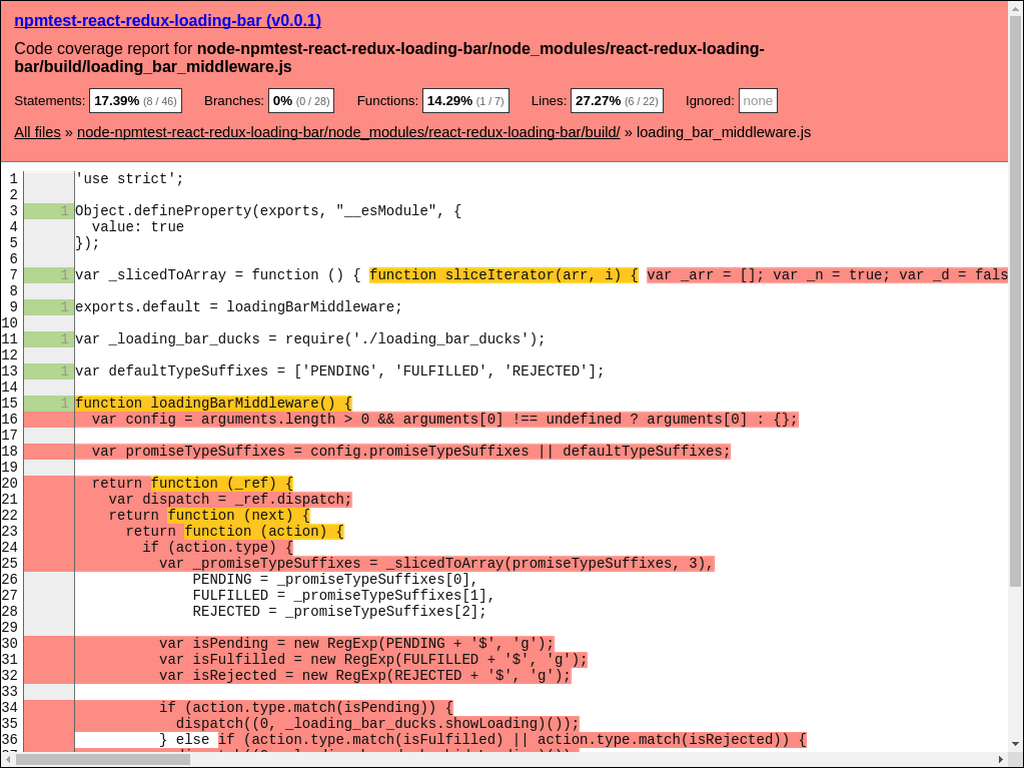 npmtest-react-redux-loading-bar (v0.0.1)
Code coverage report for node-npmtest-react-redux-loading-bar/node_modules/react-redux-loading-
bar/build/loading_bar_middleware.js
Statements: 17.39% (8 / 46) Branches: 0% (0 / 28) Functions: 14.29% (1 / 7) Lines: 27.27% (6 / 22) Ignored: none
All files » node-npmtest-react-redux-loading-bar/node_modules/react-redux-loading-bar/build/ » loading_bar_middleware.js
1 'use strict';
2
3 1 Object.defineProperty(exports, "__esModule", {
4 value: true
5 });
6
7 1 var _slicedToArray = function () { function sliceIterator(arr, i) { var _arr = []; var _n = true; var _d = fals
8
9 1 exports.default = loadingBarMiddleware;
10
11 1 var _loading_bar_ducks = require('./loading_bar_ducks');
12
13 1 var defaultTypeSuffixes = ['PENDING', 'FULFILLED', 'REJECTED'];
14
15 1 function loadingBarMiddleware() {
16 var config = arguments.length > 0 && arguments[0] !== undefined ? arguments[0] : {};
17
18 var promiseTypeSuffixes = config.promiseTypeSuffixes || defaultTypeSuffixes;
19
20 return function (_ref) {
21 var dispatch = _ref.dispatch;
22 return function (next) {
23 return function (action) {
24 if (action.type) {
25 var _promiseTypeSuffixes = _slicedToArray(promiseTypeSuffixes, 3),
26 PENDING = _promiseTypeSuffixes[0],
27 FULFILLED = _promiseTypeSuffixes[1],
28 REJECTED = _promiseTypeSuffixes[2];
29
30 var isPending = new RegExp(PENDING + '$', 'g');
31 var isFulfilled = new RegExp(FULFILLED + '$', 'g');
32 var isRejected = new RegExp(REJECTED + '$', 'g');
33
34 if (action.type.match(isPending)) {
35 dispatch((0, _loading_bar_ducks.showLoading)());
36 } else if (action.type.match(isFulfilled) || action.type.match(isRejected)) {